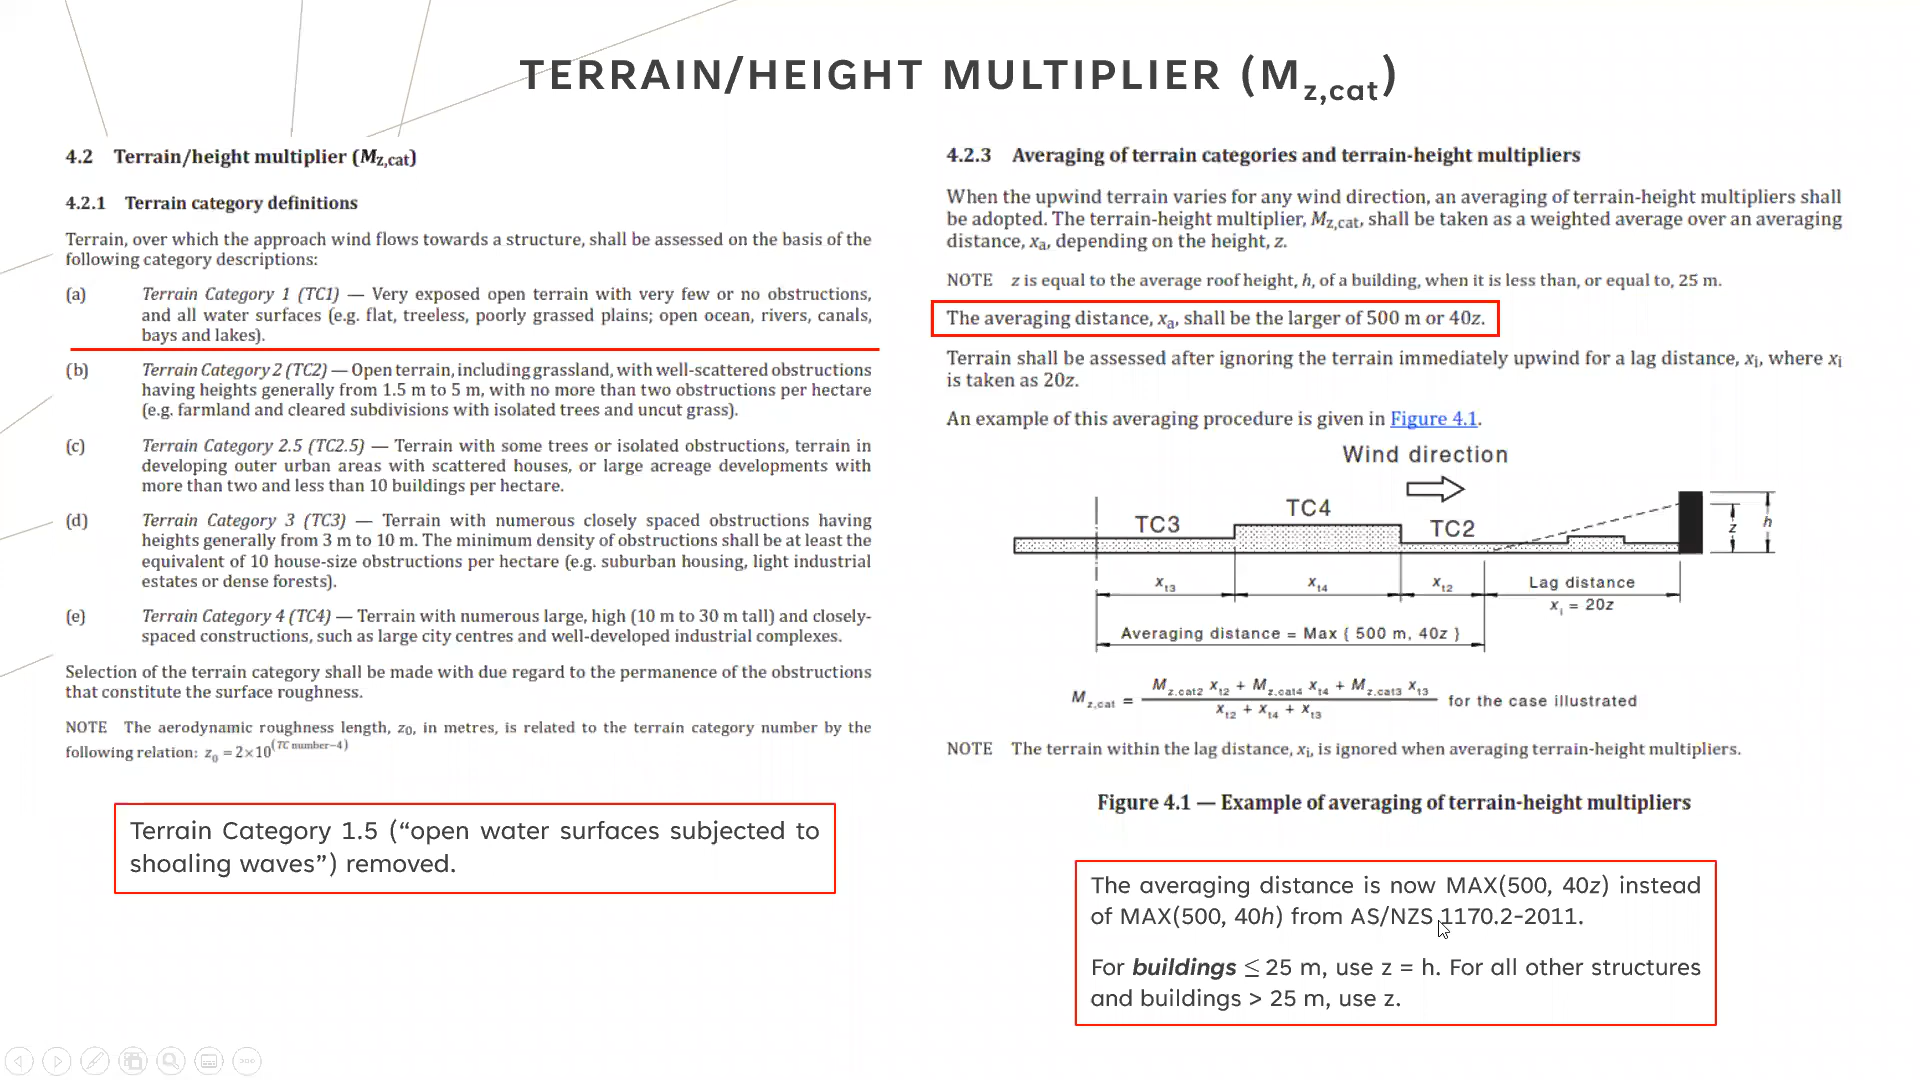 TERRAIN/HEIGHT MULTIPLIER (Mz,cat)
4.2 Terrain/height multiplier (Mz,cat)
4.2.1 Terrain category definitions
Terrain, over which the approach wind flows towards a structure, shall be assessed on the basis of the
following category descriptions:
(a) Terrain Category 1 (TC1) — Very exposed open terrain with very few or no obstructions,
and all water surfaces (e.g. flat, treeless, poorly grassed plains; open ocean, rivers, canals,
bays and lakes).
(b) Terrain Category 2 (TC2) — Open terrain, including grassland, with well-scattered obstructions
having heights generally from 1.5 m to 5 m, with no more than two obstructions per hectare
(e.g. farmland and cleared subdivisions with isolated trees and uncut grass).
(c) Terrain Category 2.5 (TC2.5) — Terrain with some trees or isolated obstructions, terrain in
developing outer urban areas with scattered houses, or large acreage developments with
more than two and less than 10 buildings per hectare.
(d) Terrain Category 3 (TC3) — Terrain with numerous closely spaced obstructions having
heights generally from 3 m to 10 m. The minimum density of obstructions shall be at least the
equivalent of 10 house-size obstructions per hectare (e.g. suburban housing, light industrial
estates or dense forests).
(e) Terrain Category 4 (TC4) — Terrain with numerous large, high (10 m to 30 m tall) and closely-
spaced constructions, such as large city centres and well-developed industrial complexes.
Selection of the terrain category shall be made with due regard to the permanence of the obstructions
that constitute the surface roughness.
NOTE The aerodynamic roughness length, z0, in metres, is related to the terrain category number by the
following relation: z0 = 2×10^(TC number−4)
Terrain Category 1.5 (“open water surfaces subjected to
shoaling waves”) removed.
4.2.3 Averaging of terrain categories and terrain-height multipliers
When the upwind terrain varies for any wind direction, an averaging of terrain-height multipliers shall
be adopted. The terrain-height multiplier, Mz,cat, shall be taken as a weighted average over an averaging
distance, xa, depending on the height, z.
NOTE z is equal to the average roof height, h, of a building, when it is less than, or equal to, 25 m.
The averaging distance, xa, shall be the larger of 500 m or 40z.
Terrain shall be assessed after ignoring the terrain immediately upwind for a lag distance, xi, where xi
is taken as 20z.
An example of this averaging procedure is given in Figure 4.1.
Wind direction
TC3 TC4 TC2
z h
xt3 xt4 xt2 Lag distance
xi = 20z
Averaging distance = Max { 500 m, 40z }
Mz,cat = (Mz,cat2 xt2 + Mz,cat4 xt4 + Mz,cat3 xt3) / (xt2 + xt4 + xt3) for the case illustrated
NOTE The terrain within the lag distance, xi, is ignored when averaging terrain-height multipliers.
Figure 4.1 — Example of averaging of terrain-height multipliers
The averaging distance is now MAX(500, 40z) instead
of MAX(500, 40h) from AS/NZS 1170.2-2011.
For buildings ≤ 25 m, use z = h. For all other structures
and buildings > 25 m, use z.